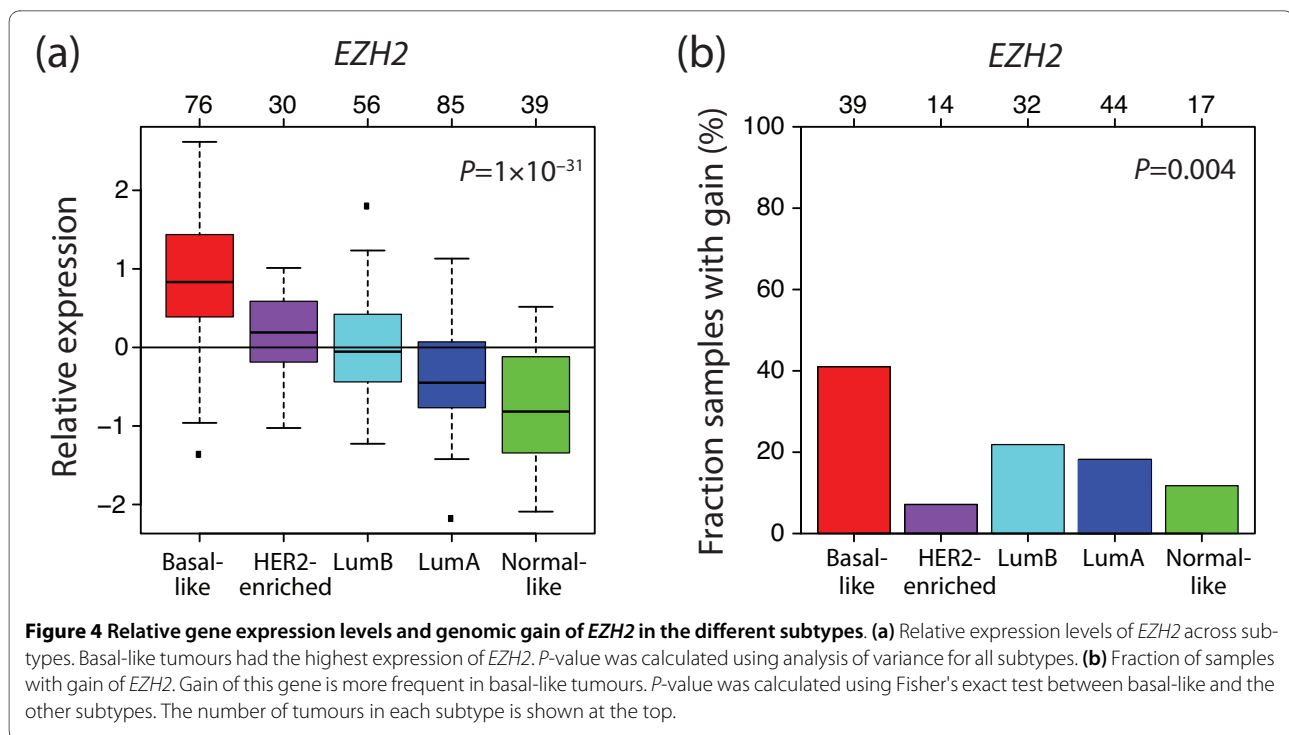 (a)
EZH2
76 30 56 85 39
P=1×10⁻³¹
Relative expression
2
1
0
−1
−2
Basal-
like
HER2-
enriched
LumB
LumA
Normal-
like
(b)
EZH2
39 14 32 44 17
P=0.004
Fraction samples with gain (%)
100
80
60
40
20
0
Basal-
like
HER2-
enriched
LumB
LumA
Normal-
like
Figure 4 Relative gene expression levels and genomic gain of EZH2 in the different subtypes. (a) Relative expression levels of EZH2 across sub-
types. Basal-like tumours had the highest expression of EZH2. P-value was calculated using analysis of variance for all subtypes. (b) Fraction of samples
with gain of EZH2. Gain of this gene is more frequent in basal-like tumours. P-value was calculated using Fisher's exact test between basal-like and the
other subtypes. The number of tumours in each subtype is shown at the top.